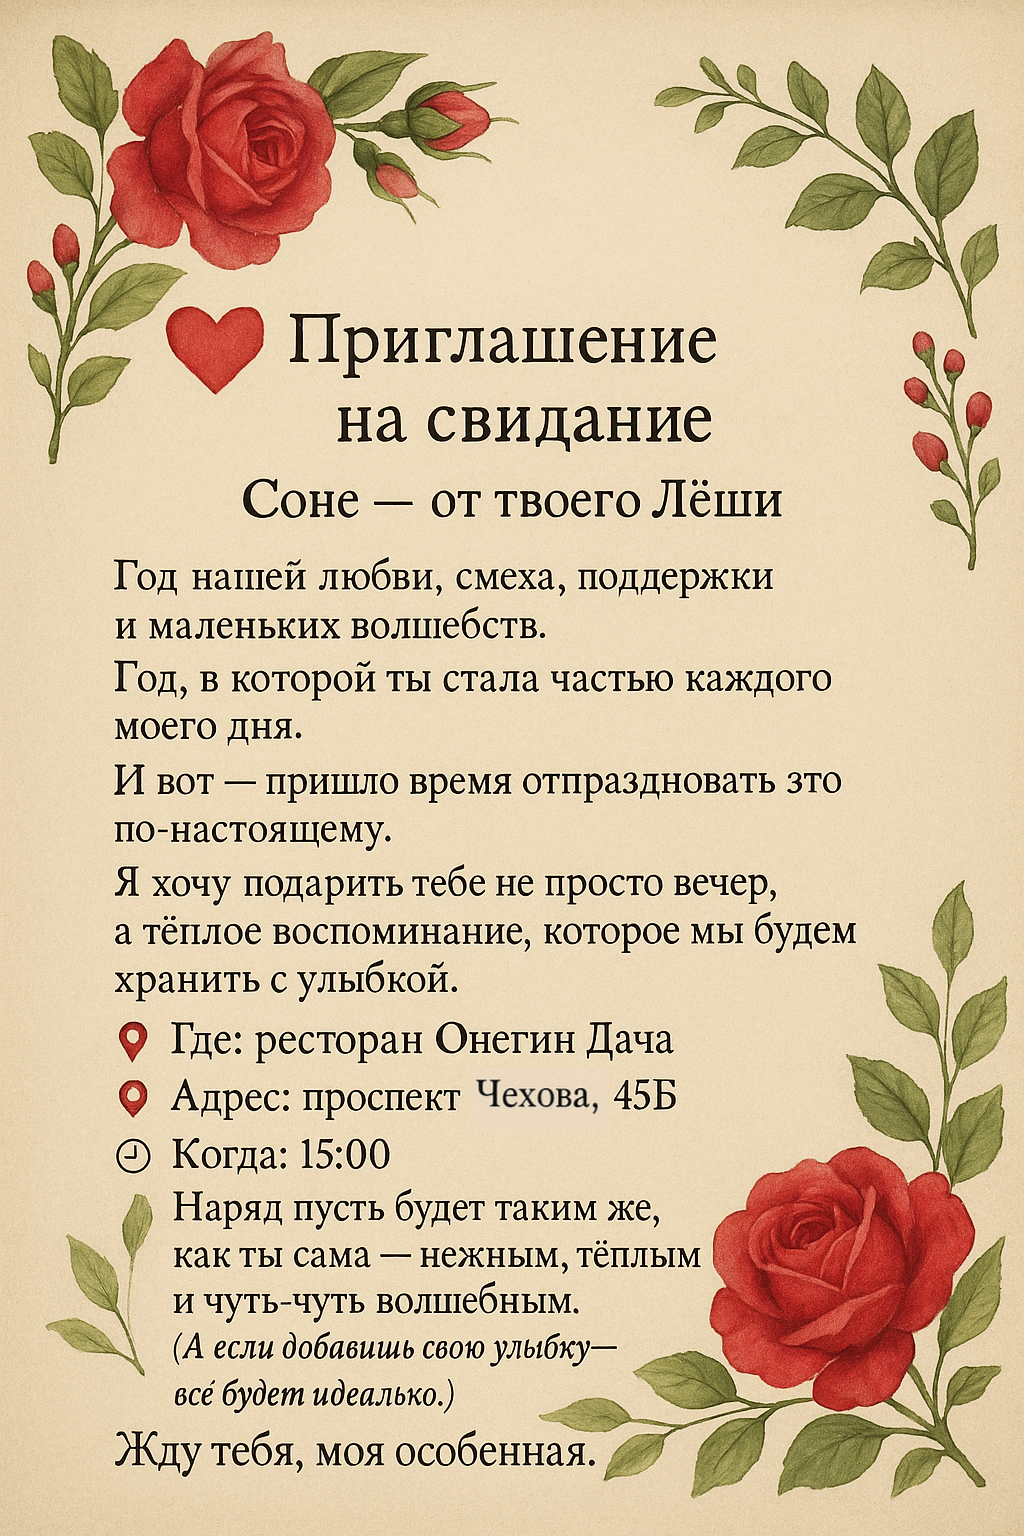 Приглашение
на свидание
Соне — от твоего Лёши
Год нашей любви, смеха, поддержки
и маленьких волшебств.
Год, в которой ты стала частью каждого
моего дня.
И вот — пришло время отпраздновать зто
по-настоящему.
Я хочу подарить тебе не просто вечер,
а тёплое воспоминание, которое мы будем
хранить с улыбкой.
Где: ресторан Онегин Дача
Адрес: проспект Чехова, 45Б
Когда: 15:00
Наряд пусть будет таким же,
как ты сама — нежным, тёплым
и чуть-чуть волшебным.
(А если добавишь свою улыбку—
всé будет идеалько.)
Жду тебя, моя особенная.